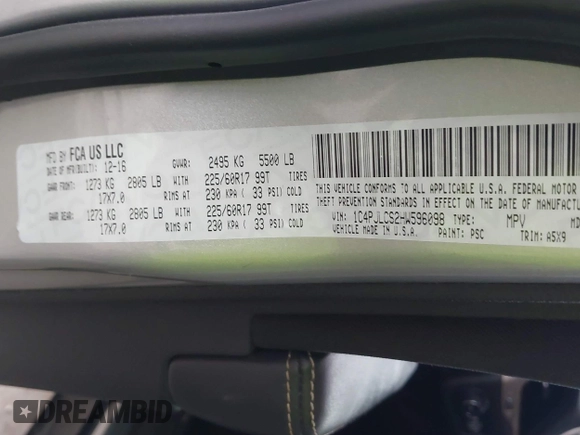 MFD BY FCA US LLC
DATE OF MFR(BUILT): 12-16 GVWR: 2495 KG 5500 LB
GAWR FRONT: 1273 KG 2805 LB WITH 225/60R17 99T TIRES
17X7.0 RIMS AT 230 KPA ( 33 PSI) COLD
GAWR REAR: 1273 KG 2805 LB WITH 225/60R17 99T TIRES
17X7.0 RIMS AT 230 KPA ( 33 PSI) COLD
THIS VEHICLE CONFORMS TO ALL APPLICABLE U.S.A. FEDERAL MOTOR
THEFT PREVENTION STANDARDS IN EFFECT ON THE DATE OF MANUFACTUR
VIN: 1C4PJLCS2HW596098 TYPE: MPV MD
VEHICLE MADE IN U.S.A. PAINT: PSC TRIM: A5X9
DREAMBID